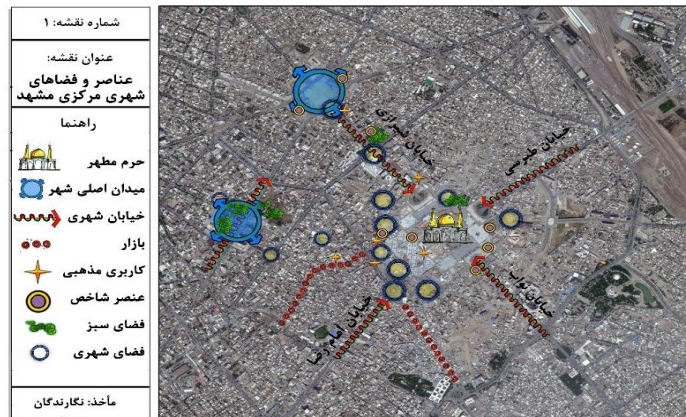 شماره نقشه: ۱
عنوان نقشه:
عناصر و فضاهای
شهری مرکزی مشهد
راهنما
حرم مطهر
میدان اصلی شهر
خیابان شهری
بازار
کاربری مذهبی
عنصر شاخص
فضای سبز
فضای شهری
مأخذ: نگارندگان
خیابان شیرازی
خیابان طبرسی
خیابان نواب
خیابان امام رضا